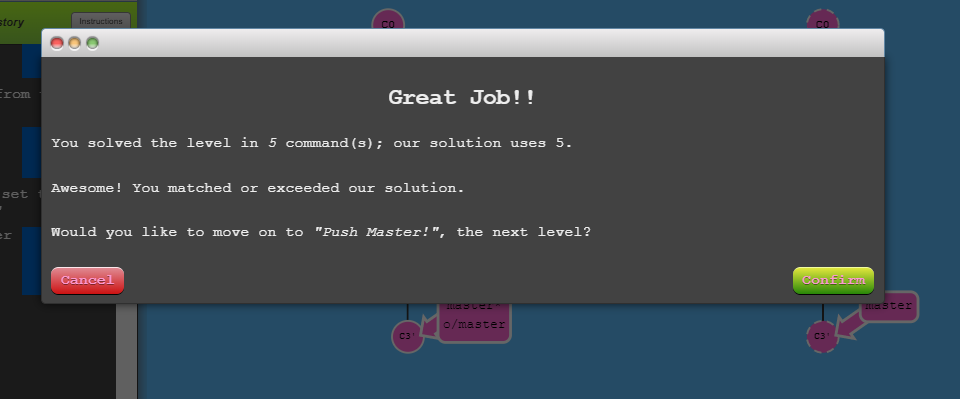 story
Instructions
C0
C0
from
Great Job!!
You solved the level in 5 command(s); our solution uses 5.
set
Awesome! You matched or exceeded our solution.
Would you like to move on to "Push Master!", the next level?
Cancel
Confirm
master*
o/master
master
C3'
C3'